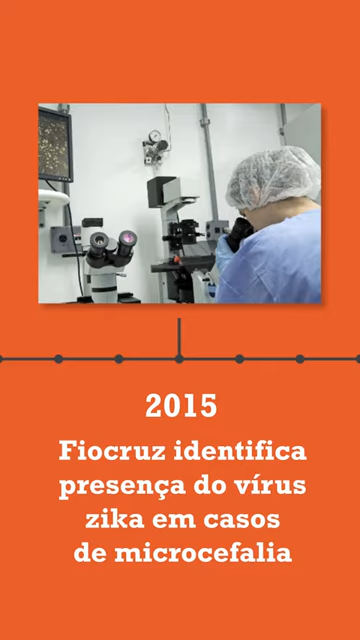 2015
Fiocruz identifica
presença do vírus
zika em casos
de microcefalia